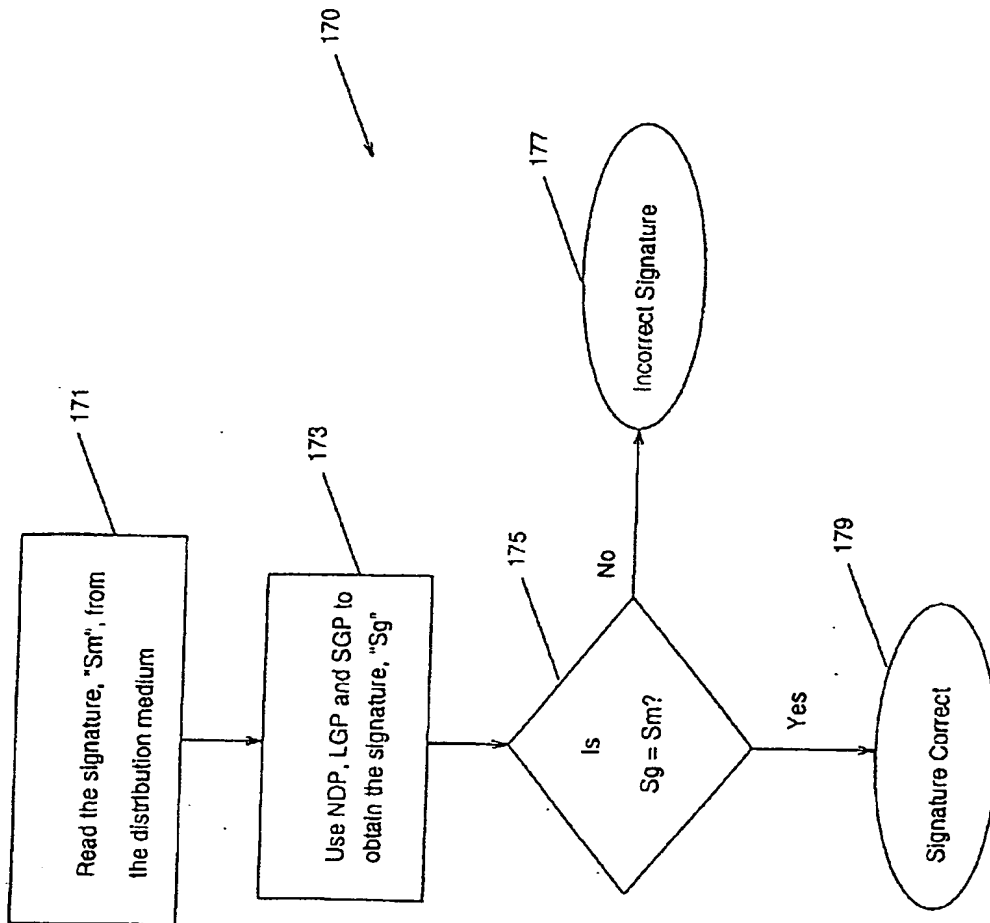 170
171
Read the signature, "Sm", from
the distribution medium
173
Use NDP, LGP and SGP to
obtain the signature, "Sg"
175
Is
Sg = Sm?
No
177
Incorrect Signature
Yes
179
Signature Correct